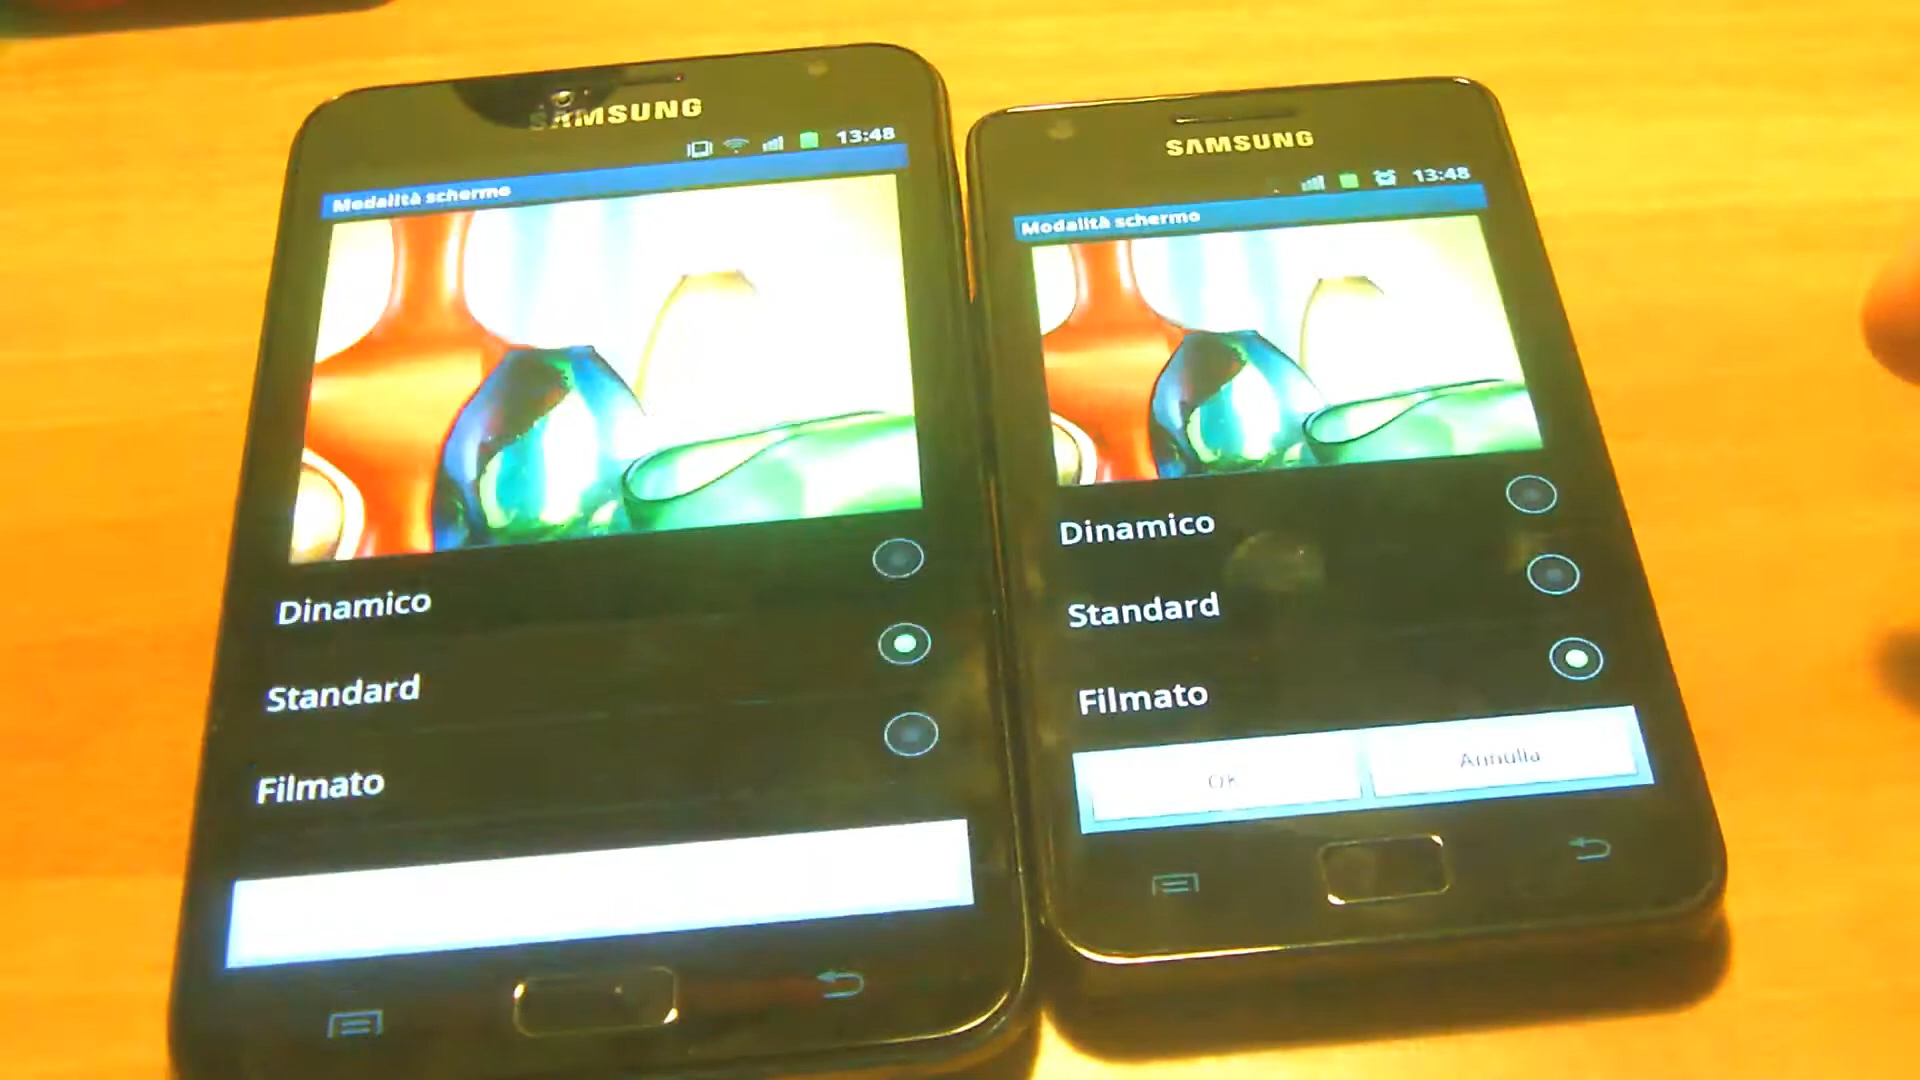 SAMSUNG
13:48
Modalità schermo
Dinamico
Standard
Filmato
SAMSUNG
13:48
Modalità schermo
Dinamico
Standard
Filmato
OK
Annulla